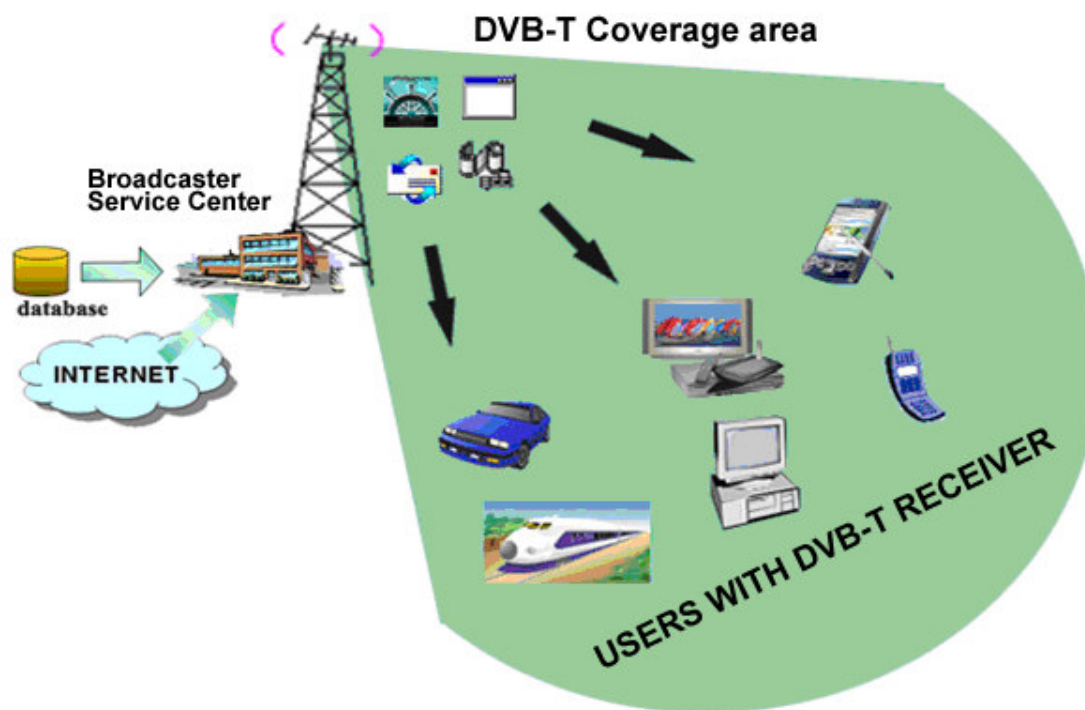 DVB-T Coverage area
Broadcaster
Service Center
database
INTERNET
USERS WITH DVB-T RECEIVER